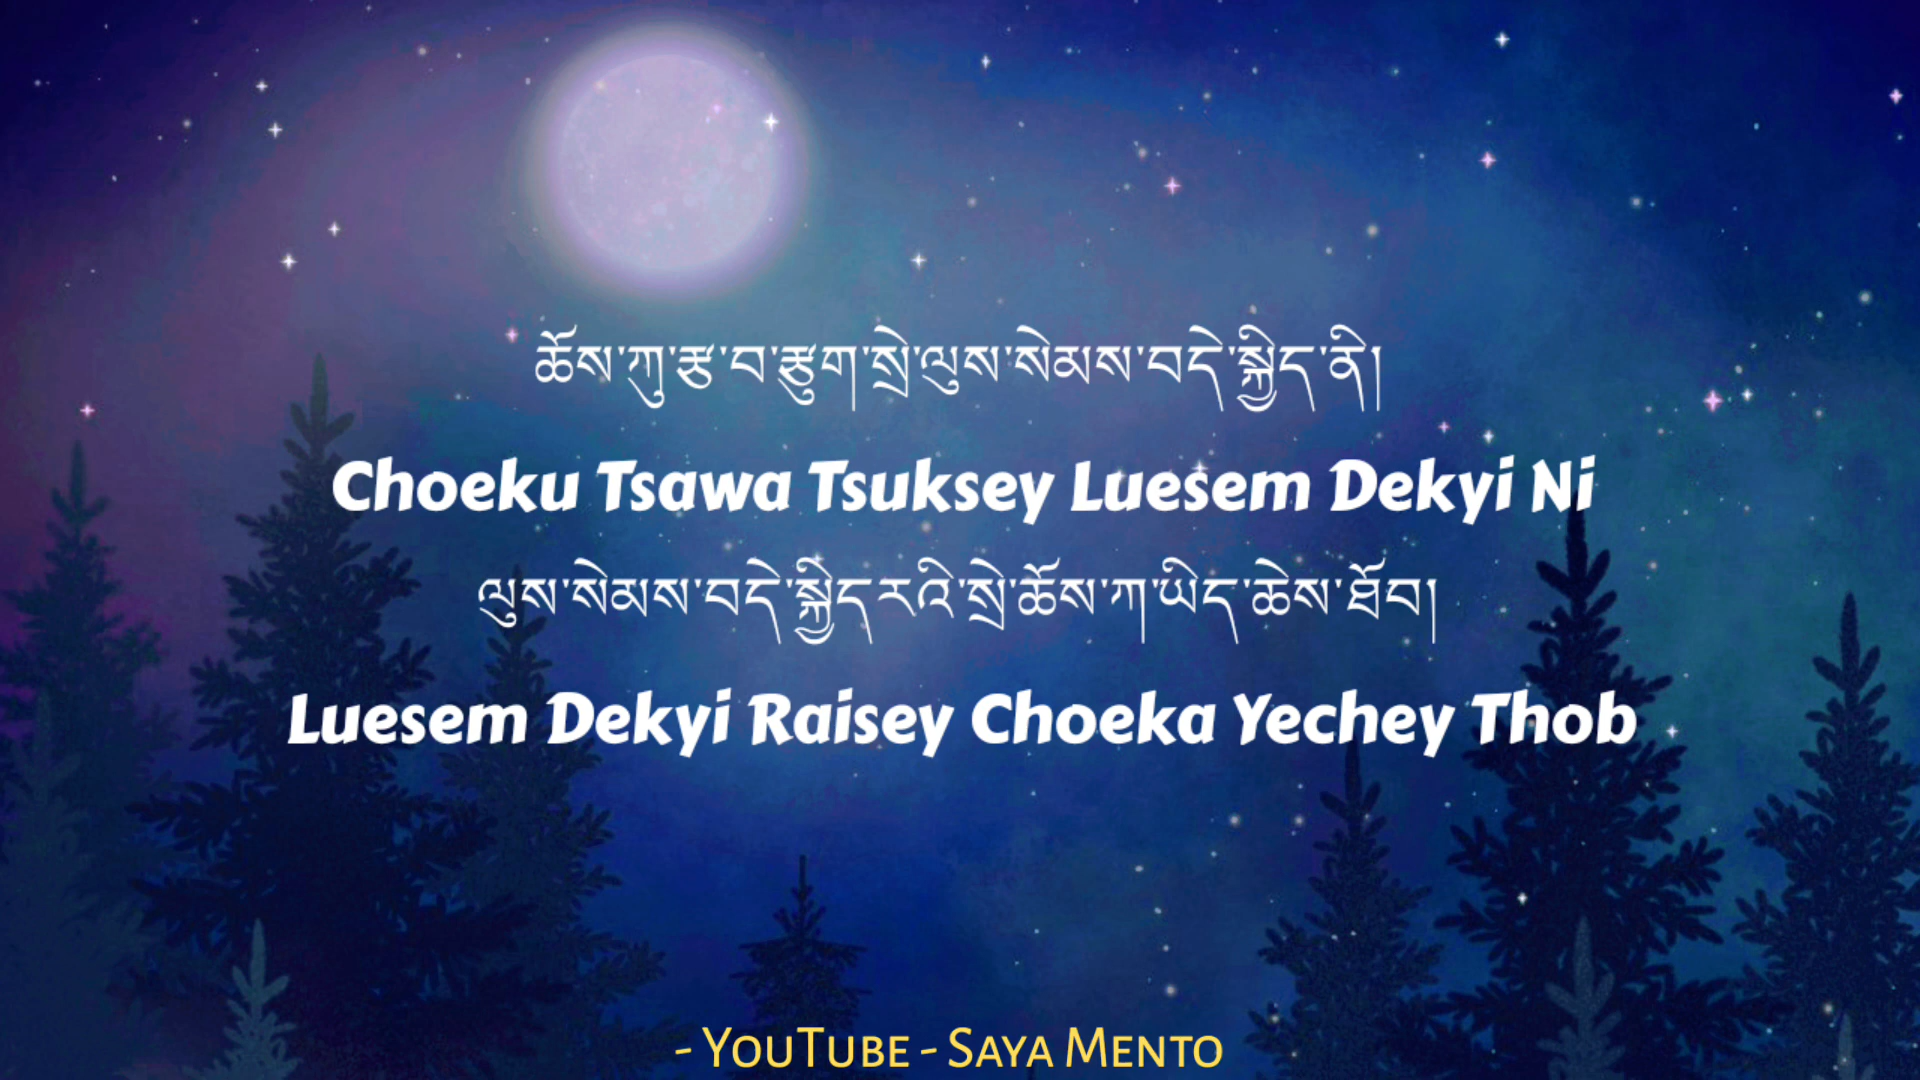 ཆོས་ཀུ་རྩ་བ་རྩུག་སྲེ་ལུས་སེམས་བདེ་སྐྱིད་ནི།
Choeku Tsawa Tsuksey Luesem Dekyi Ni
ལུས་སེམས་བདེ་སྐྱིད་རའི་སྲེ་ཆོས་ཀ་ཡིད་ཆེས་ཐོབ།
Luesem Dekyi Raisey Choeka Yechey Thob
- YouTube - Saya Mento